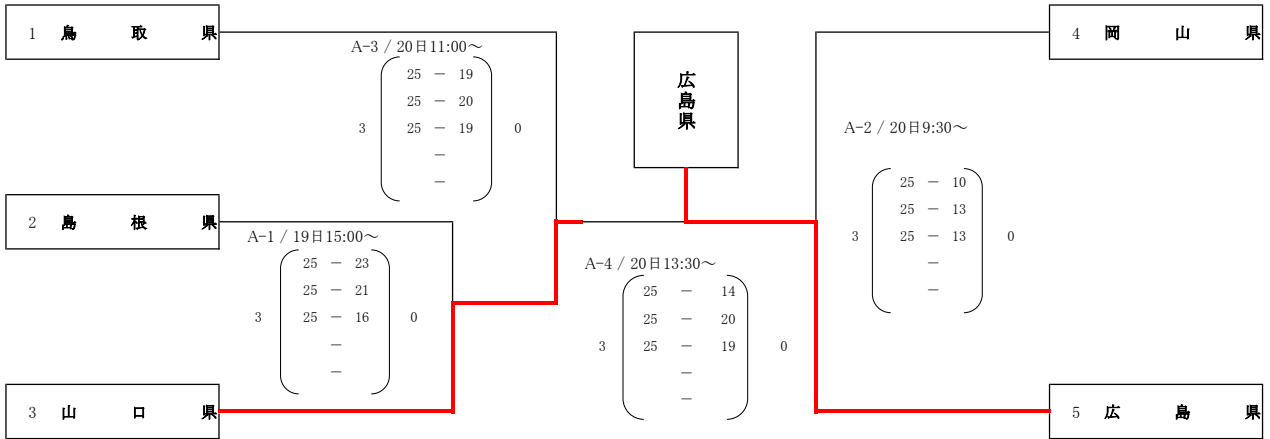 1 鳥取県
4 岡山県
A-3 / 20日11:00～
25 － 19
25 － 20
3 25 － 19 0
－
－
広島県
A-2 / 20日9:30～
25 － 10
25 － 13
3 25 － 13 0
－
－
2 島根県
A-1 / 19日15:00～
25 － 23
25 － 21
3 25 － 16 0
－
－
A-4 / 20日13:30～
25 － 14
25 － 20
3 25 － 19 0
－
－
3 山口県
5 広島県